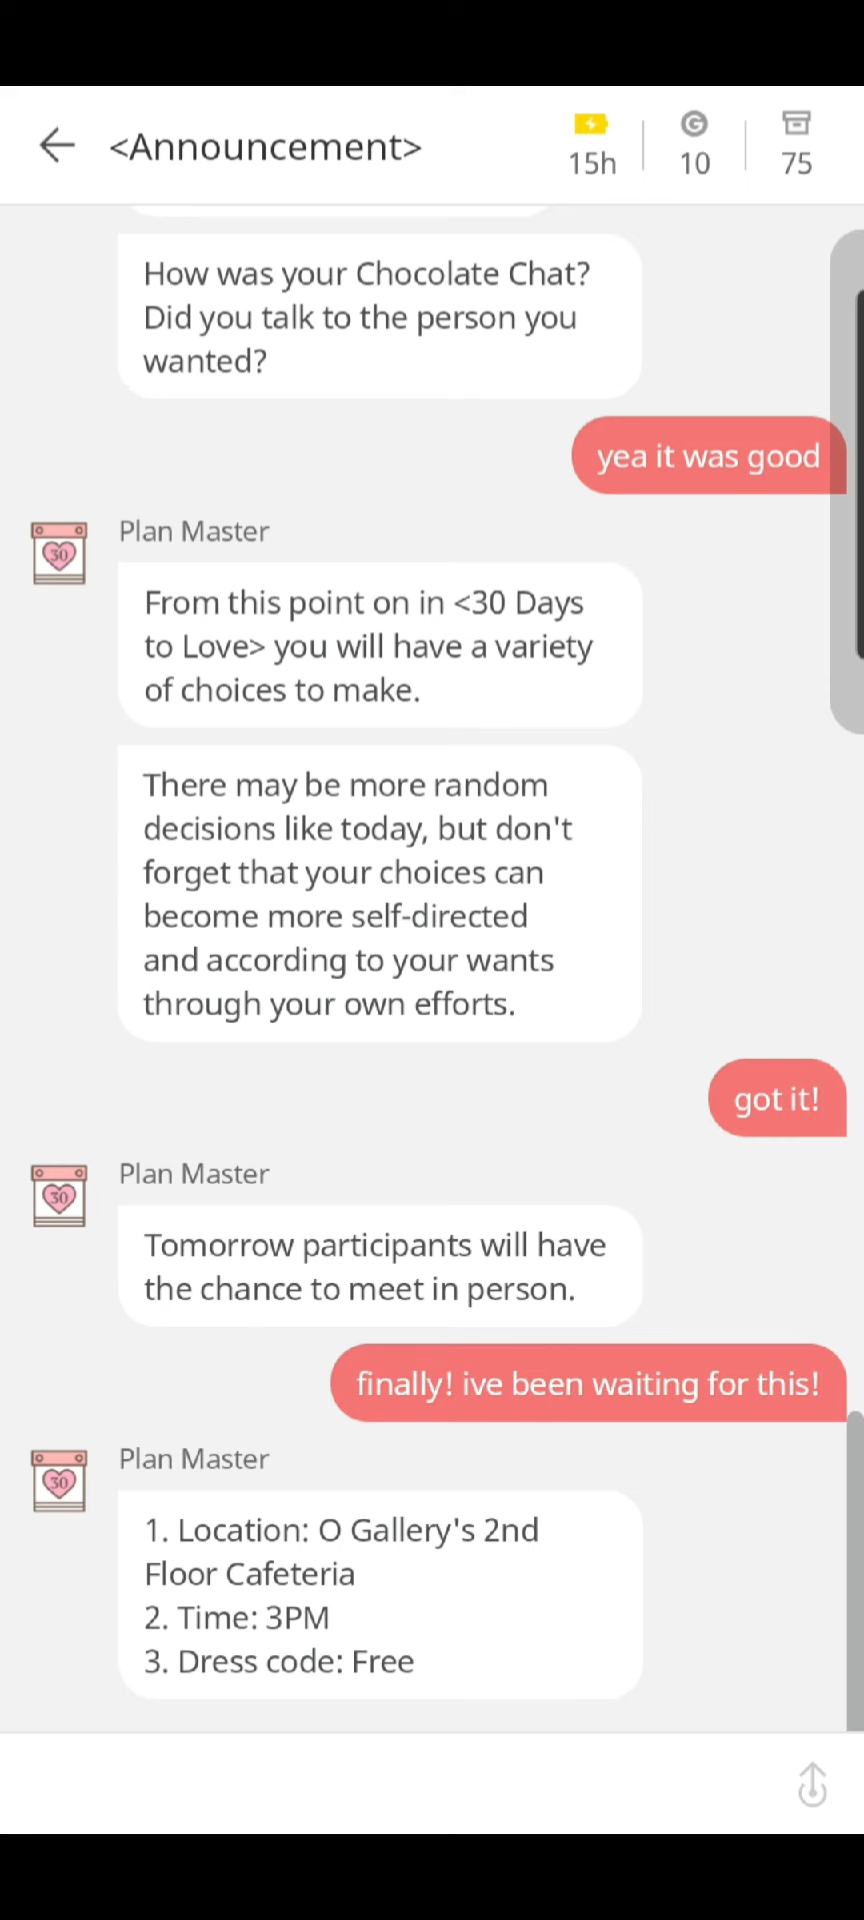 <Announcement>
15h
10
75
How was your Chocolate Chat?
Did you talk to the person you
wanted?
yea it was good
Plan Master
30
From this point on in <30 Days
to Love> you will have a variety
of choices to make.
There may be more random
decisions like today, but don't
forget that your choices can
become more self-directed
and according to your wants
through your own efforts.
got it!
Plan Master
30
Tomorrow participants will have
the chance to meet in person.
finally! ive been waiting for this!
Plan Master
30
1. Location: O Gallery's 2nd
Floor Cafeteria
2. Time: 3PM
3. Dress code: Free